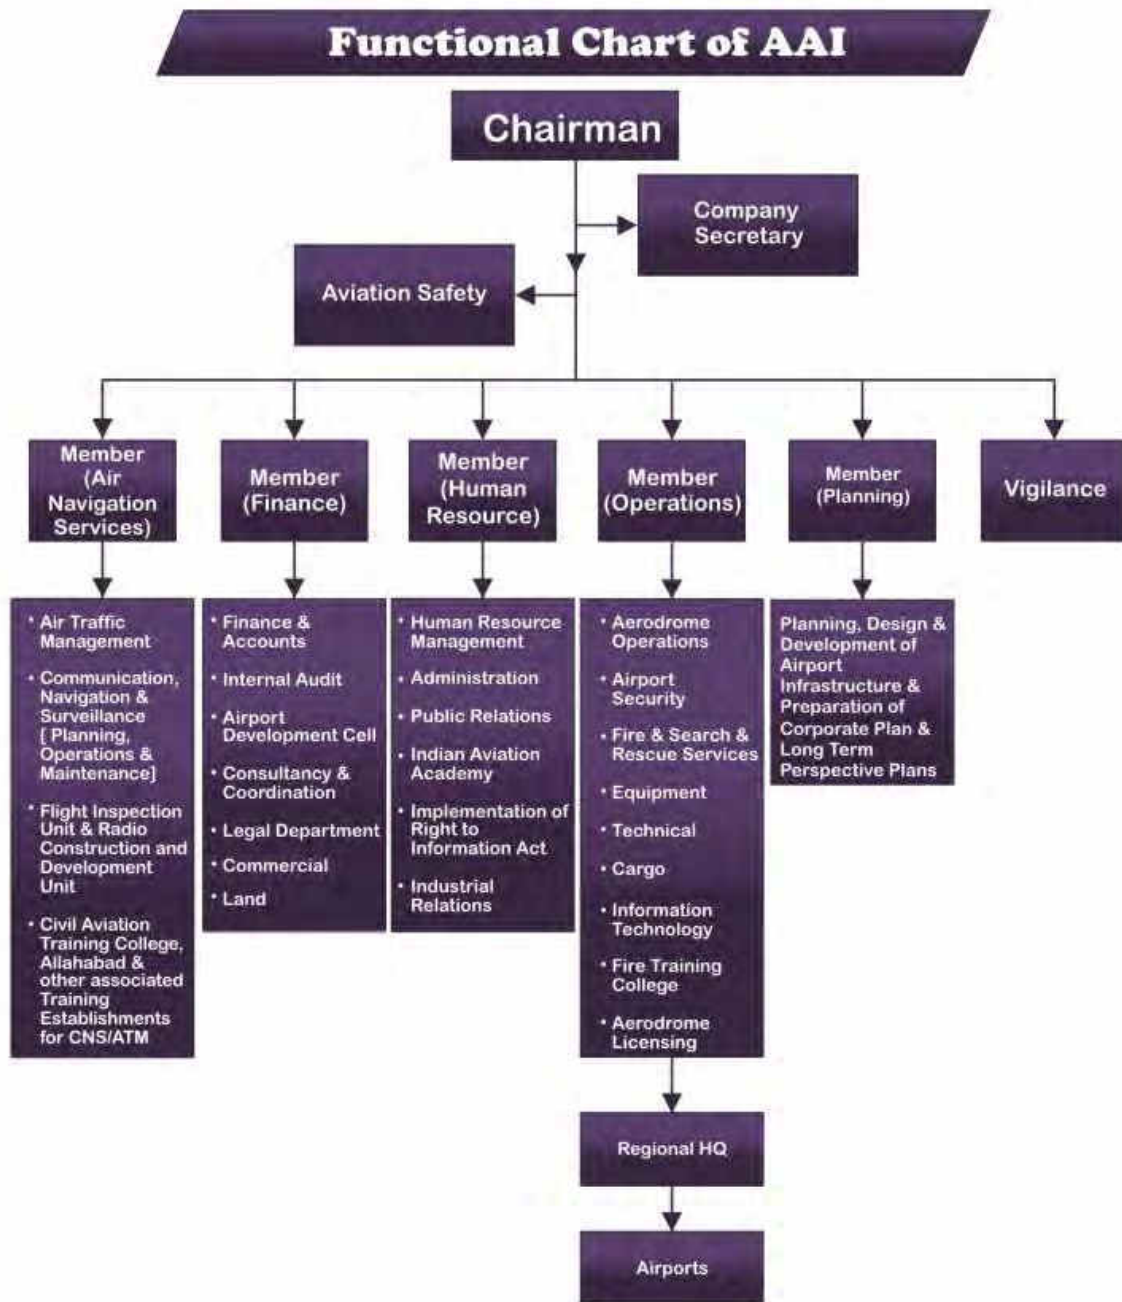 Functional Chart of AAI
Chairman
Company
Secretary
Aviation Safety
Member
(Air
Navigation
Services)
Member
(Finance)
Member
(Human
Resource)
Member
(Operations)
Member
(Planning)
Vigilance
• Air Traffic
Management
• Communication,
Navigation &
Surveillance
[ Planning,
Operations &
Maintenance]
• Flight Inspection
Unit & Radio
Construction and
Development
Unit
• Civil Aviation
Training College,
Allahabad &
other associated
Training
Establishments
for CNS/ATM
• Finance &
Accounts
• Internal Audit
• Airport
Development Cell
• Consultancy &
Coordination
• Legal Department
• Commercial
• Land
• Human Resource
Management
• Administration
• Public Relations
• Indian Aviation
Academy
• Implementation of
Right to
Information Act
• Industrial
Relations
• Aerodrome
Operations
• Airport
Security
• Fire & Search &
Rescue Services
• Equipment
• Technical
• Cargo
• Information
Technology
• Fire Training
College
• Aerodrome
Licensing
Planning, Design &
Development of
Airport
Infrastructure &
Preparation of
Corporate Plan &
Long Term
Perspective Plans
Regional HQ
Airports